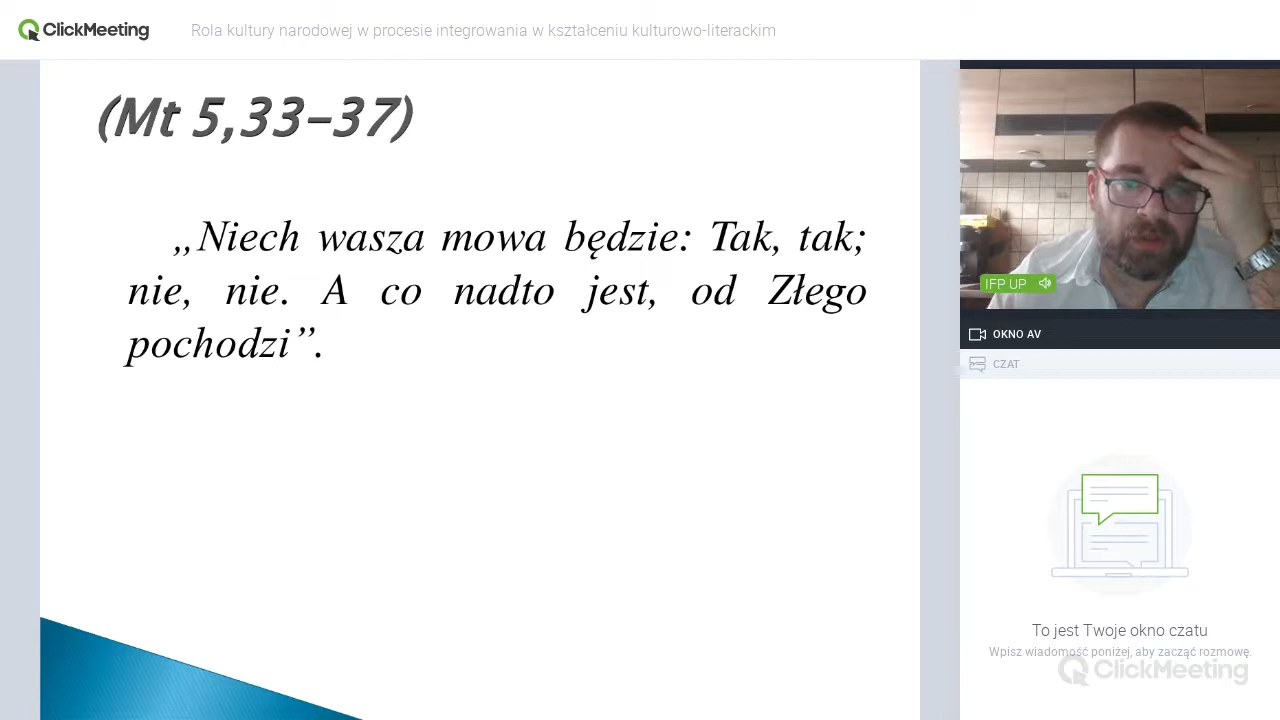 ClickMeeting
Rola kultury narodowej w procesie integrowania w kształceniu kulturowo-literackim
(Mt 5,33–37)
„Niech wasza mowa będzie: Tak, tak;
nie, nie. A co nadto jest, od Złego
pochodzi”.
IFP UP
OKNO AV
CZAT
To jest Twoje okno czatu
Wpisz wiadomość poniżej, aby zacząć rozmowę.
ClickMeeting